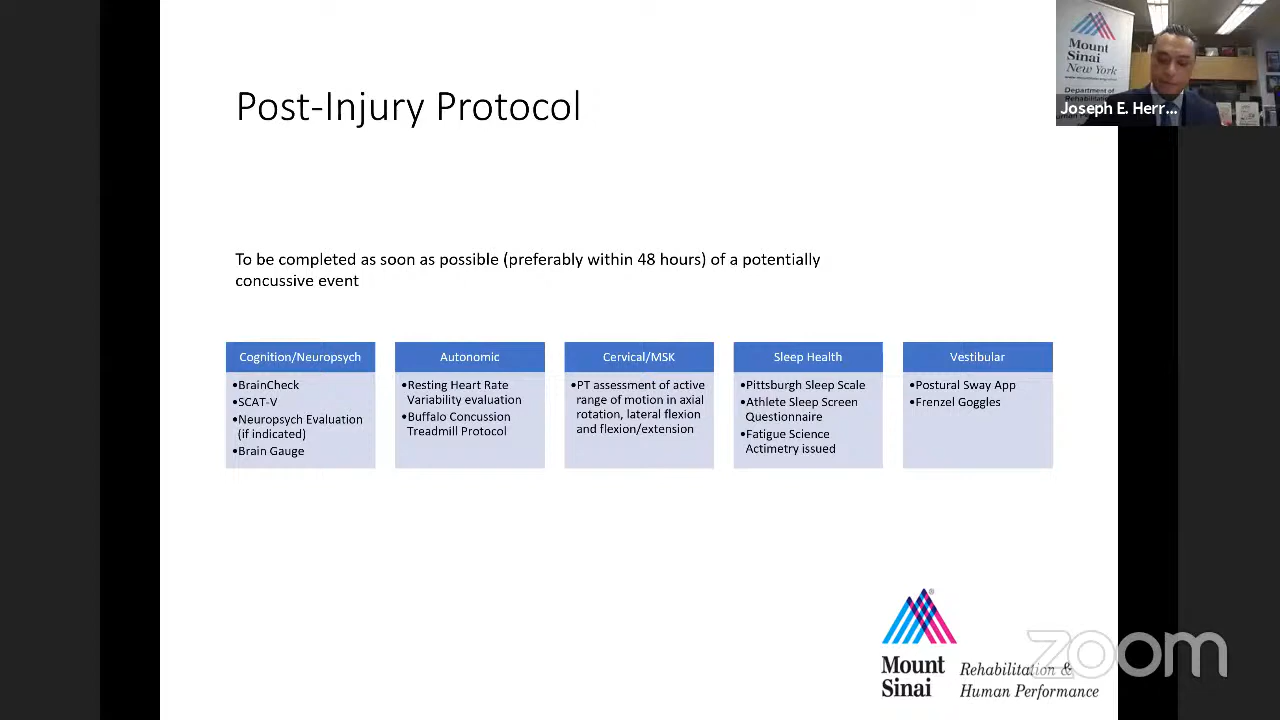 Post-Injury Protocol
To be completed as soon as possible (preferably within 48 hours) of a potentially
concussive event
Cognition/Neuropsych
•BrainCheck
•SCAT-V
•Neuropsych Evaluation
(if indicated)
•Brain Gauge
Autonomic
•Resting Heart Rate
Variability evaluation
•Buffalo Concussion
Treadmill Protocol
Cervical/MSK
•PT assessment of active
range of motion in axial
rotation, lateral flexion
and flexion/extension
Sleep Health
•Pittsburgh Sleep Scale
•Athlete Sleep Screen
Questionnaire
•Fatigue Science
Actimetry issued
Vestibular
•Postural Sway App
•Frenzel Goggles
Mount
Sinai
New York
Department of
Joseph E. Herr...
®
Mount
Sinai
Rehabilitation &
Human Performance
zoom